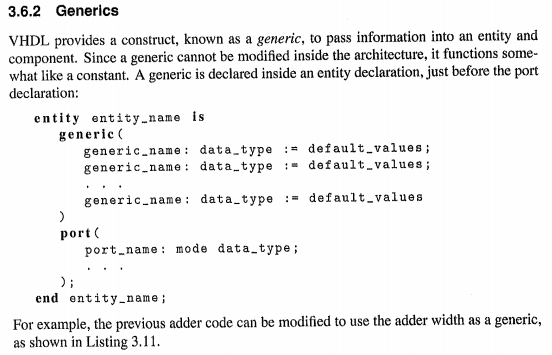 3.6.2 Generics
VHDL provides a construct, known as a generic, to pass information into an entity and
component. Since a generic cannot be modified inside the architecture, it functions some-
what like a constant. A generic is declared inside an entity declaration, just before the port
declaration:
entity entity_name is
generic(
generic_name: data_type := default_values;
generic_name: data_type := default_values;
. . .
generic_name: data_type := default_values
)
port(
port_name: mode data_type;
. . .
);
end entity_name;
For example, the previous adder code can be modified to use the adder width as a generic,
as shown in Listing 3.11.